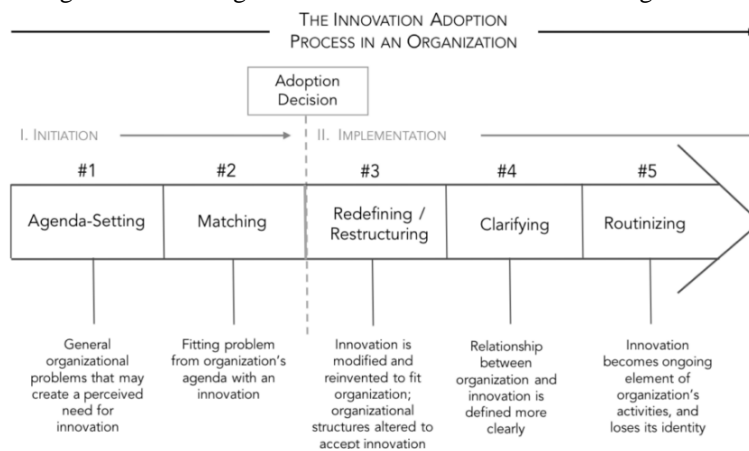 THE INNOVATION ADOPTION
PROCESS IN AN ORGANIZATION
Adoption
Decision
I. INITIATION
II. IMPLEMENTATION
#1
#2
#3
#4
#5
Agenda-Setting
Matching
Redefining /
Restructuring
Clarifying
Routinizing
General
organizational
problems that may
create a perceived
need for
innovation
Fitting problem
from organization's
agenda with an
innovation
Innovation is
modified and
reinvented to fit
organization;
organizational
structures altered to
accept innovation
Relationship
between
organization and
innovation is
defined more
clearly
Innovation
becomes ongoing
element of
organization's
activities, and
loses its identity